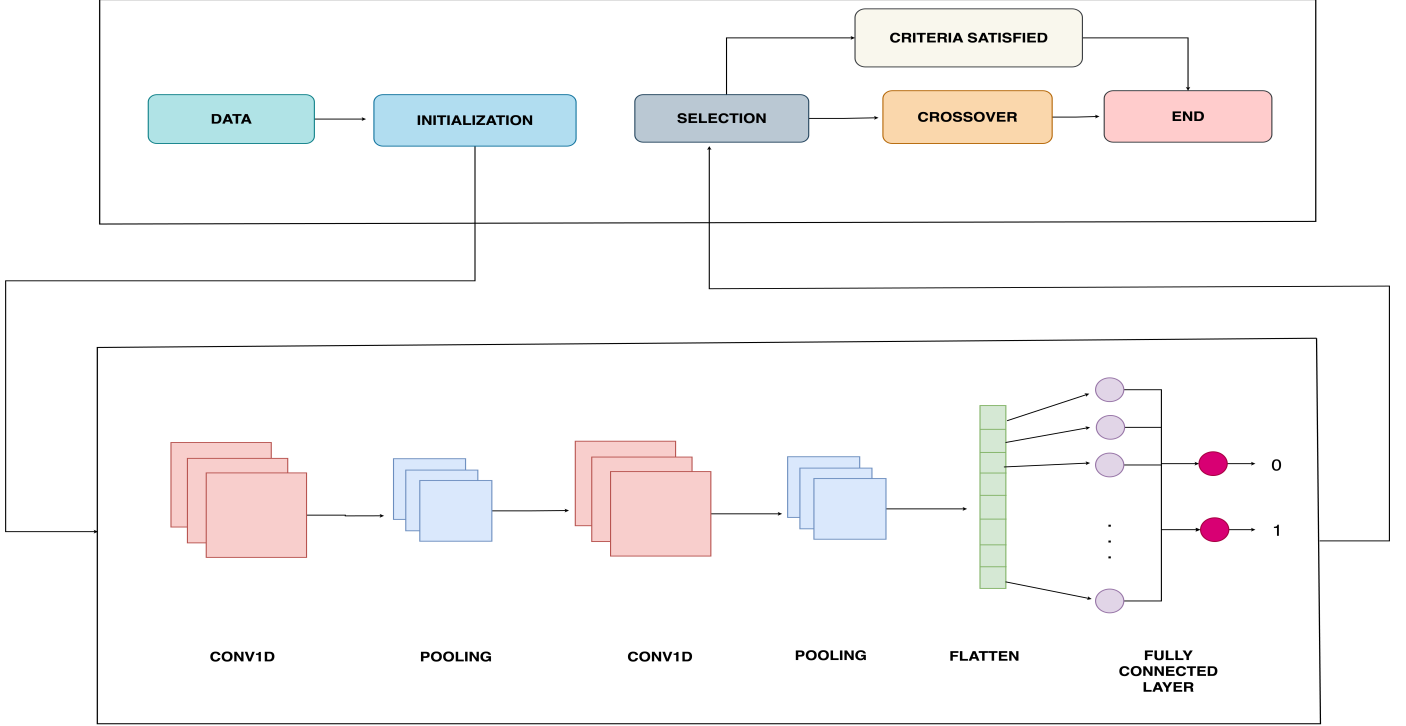 CRITERIA SATISFIED
DATA
INITIALIZATION
SELECTION
CROSSOVER
END
0
1
CONV1D
POOLING
CONV1D
POOLING
FLATTEN
FULLY
CONNECTED
LAYER